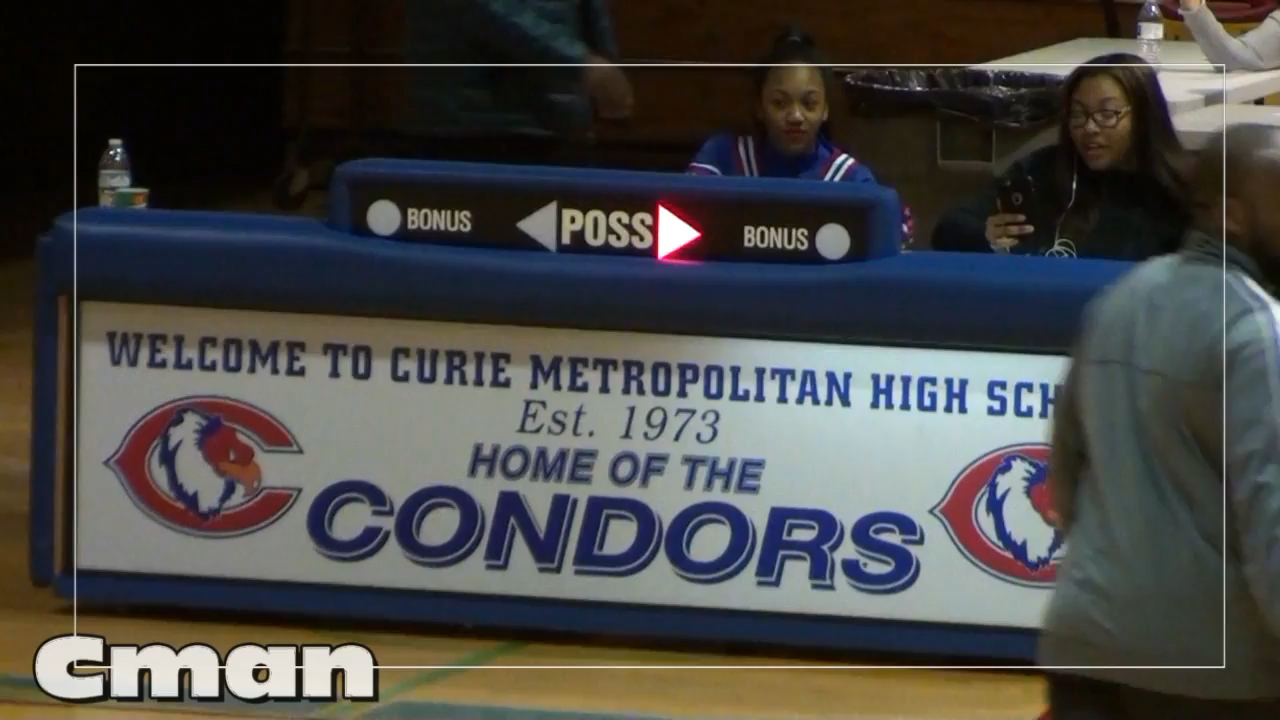 BONUS POSS BONUS
WELCOME TO CURIE METROPOLITAN HIGH SCH
Est. 1973
HOME OF THE
CONDORS
Cman